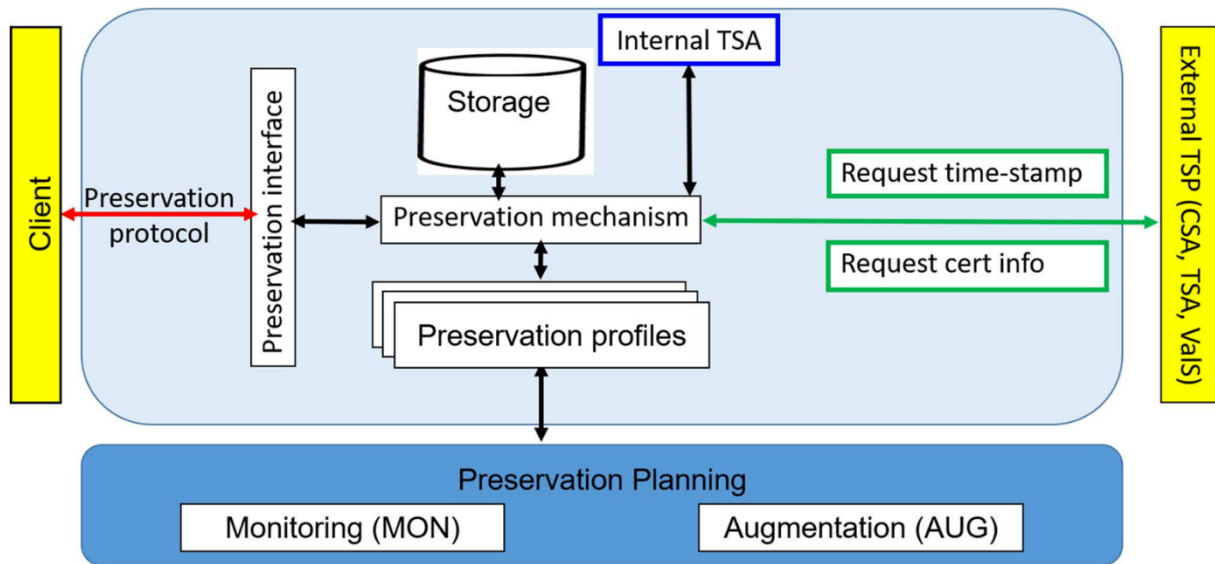 Client
Preservation
protocol
Preservation interface
Storage
Internal TSA
Preservation mechanism
Preservation profiles
Request time-stamp
Request cert info
External TSP (CSA, TSA, ValS)
Preservation Planning
Monitoring (MON)
Augmentation (AUG)